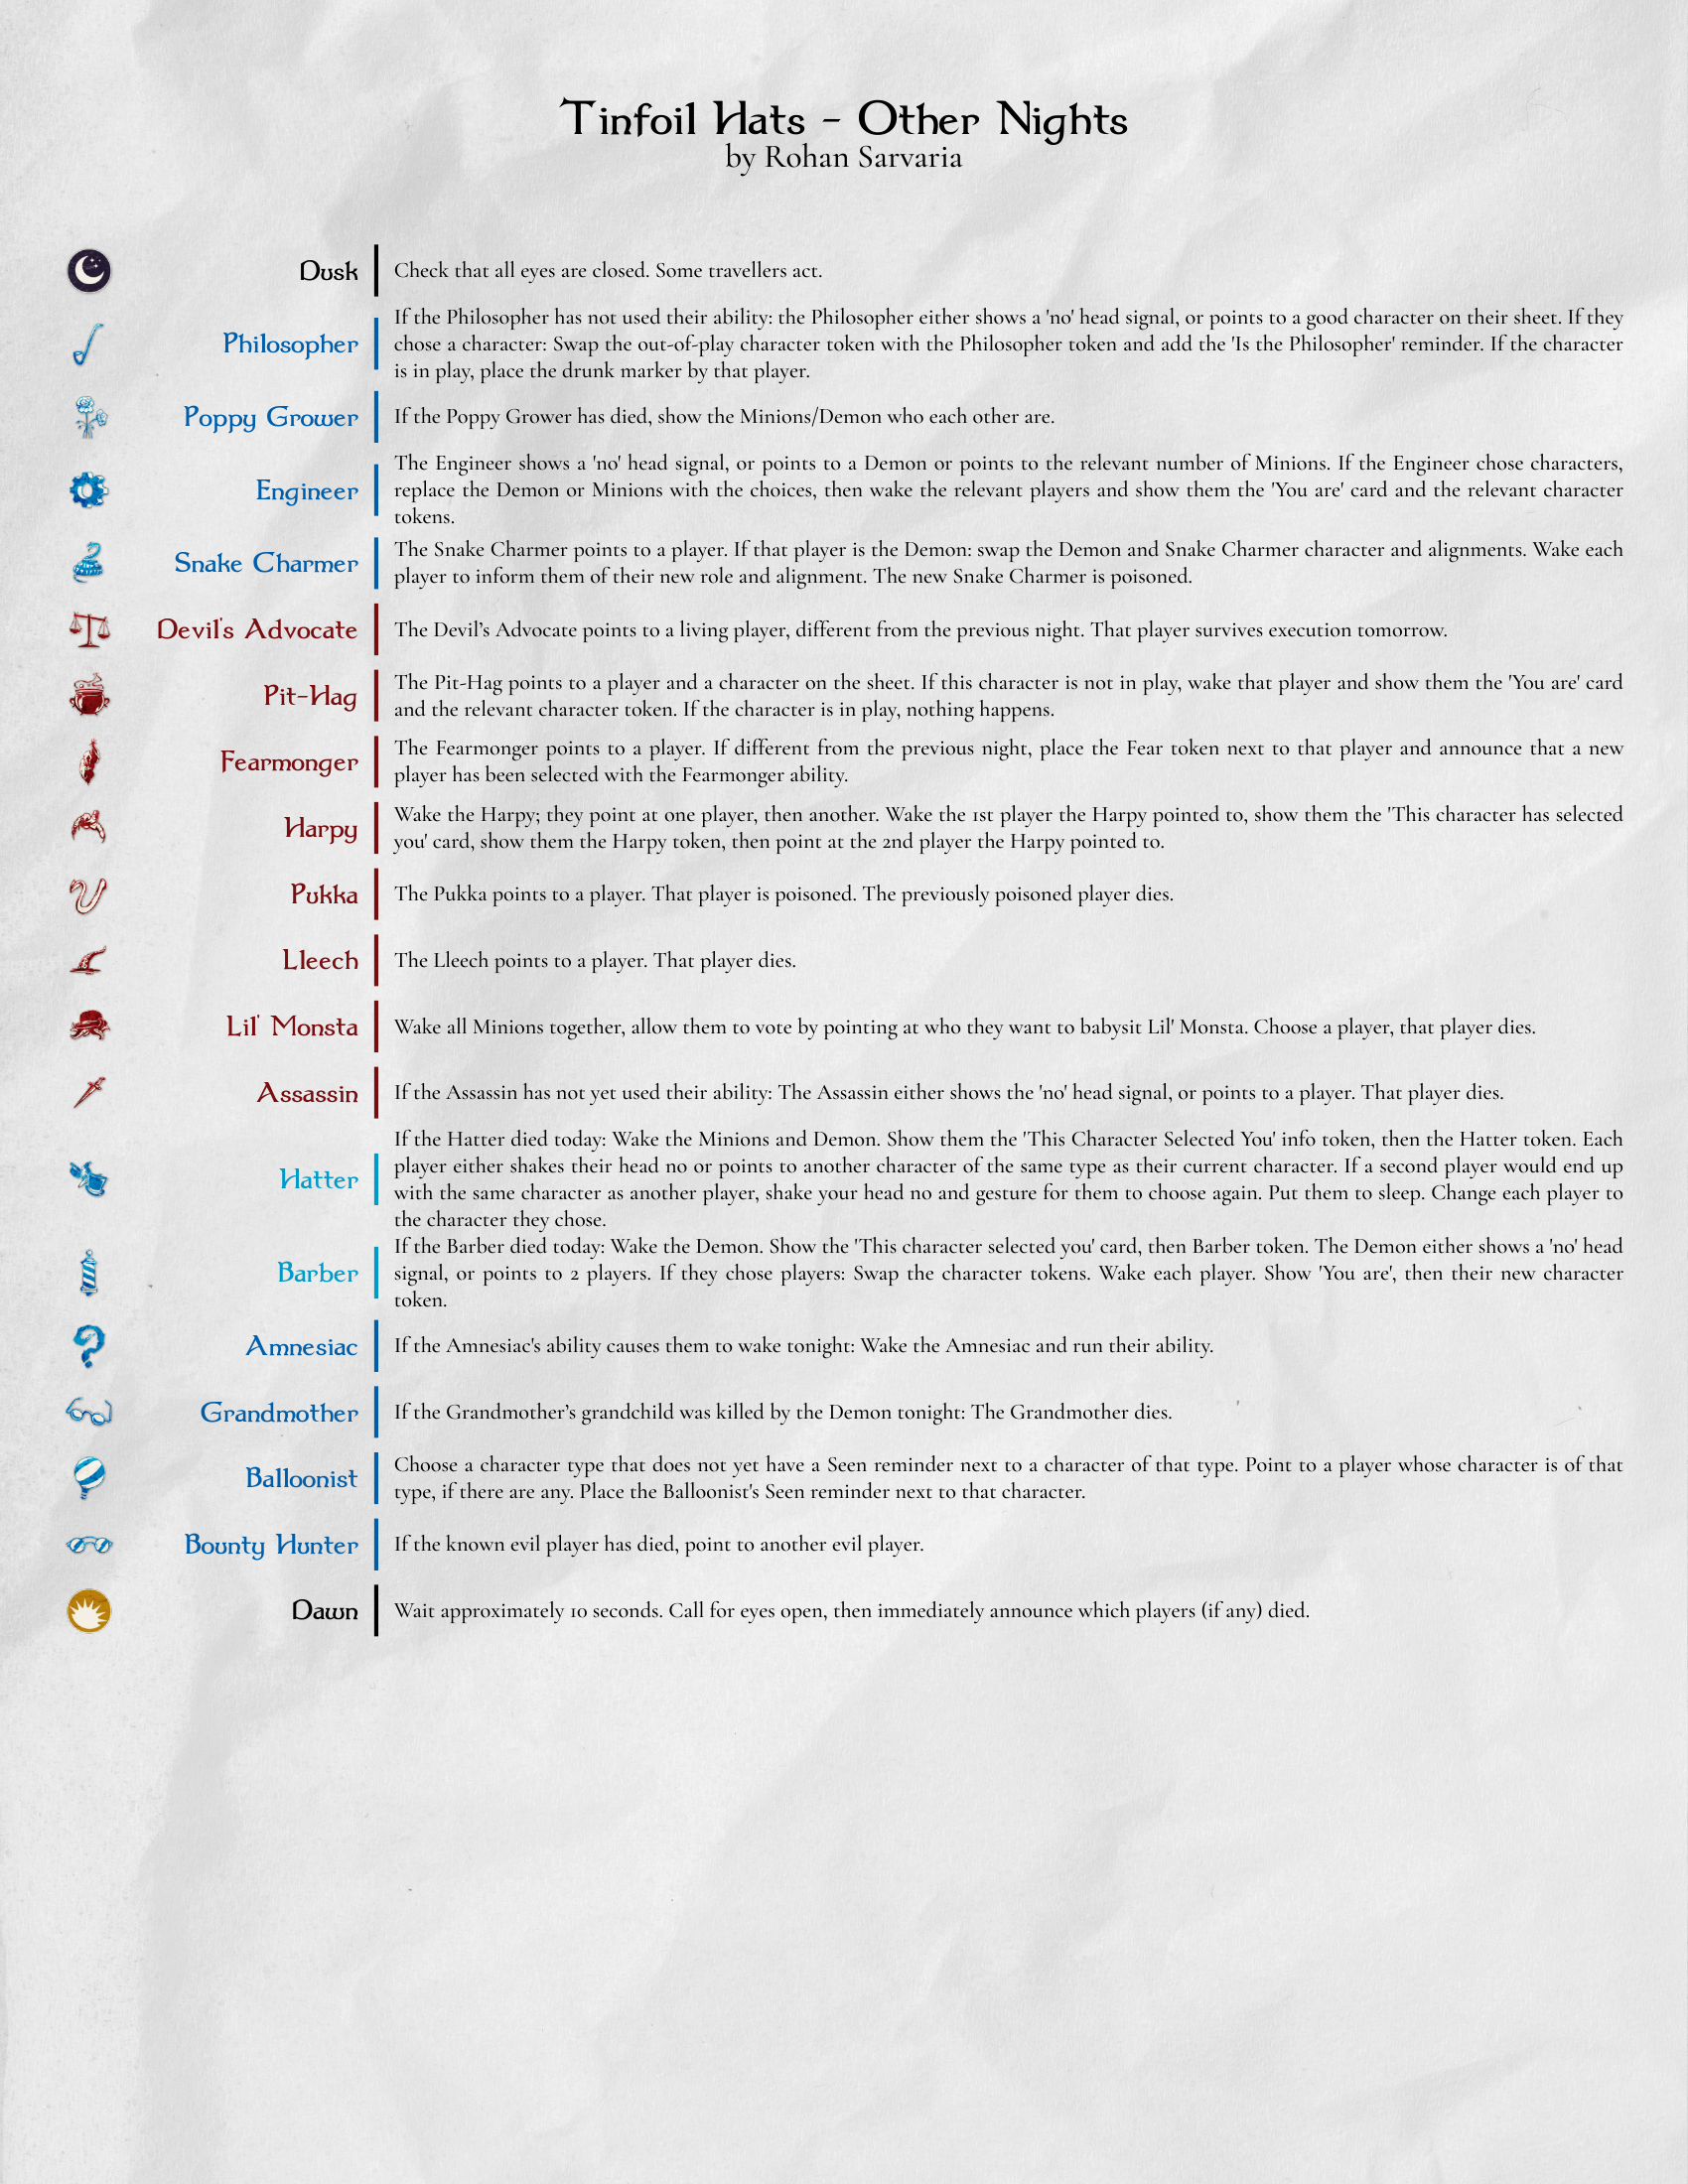 Tinfoil Hats - Other Nights
by Rohan Sarvaria
Dusk
Check that all eyes are closed. Some travellers act.
Philosopher
If the Philosopher has not used their ability: the Philosopher either shows a 'no' head signal, or points to a good character on their sheet. If they
chose a character: Swap the out-of-play character token with the Philosopher token and add the 'Is the Philosopher' reminder. If the character
is in play, place the drunk marker by that player.
Poppy Grower
If the Poppy Grower has died, show the Minions/Demon who each other are.
Engineer
The Engineer shows a 'no' head signal, or points to a Demon or points to the relevant number of Minions. If the Engineer chose characters,
replace the Demon or Minions with the choices, then wake the relevant players and show them the 'You are' card and the relevant character
tokens.
Snake Charmer
The Snake Charmer points to a player. If that player is the Demon: swap the Demon and Snake Charmer character and alignments. Wake each
player to inform them of their new role and alignment. The new Snake Charmer is poisoned.
Devil's Advocate
The Devil’s Advocate points to a living player, different from the previous night. That player survives execution tomorrow.
Pit-Hag
The Pit-Hag points to a player and a character on the sheet. If this character is not in play, wake that player and show them the 'You are' card
and the relevant character token. If the character is in play, nothing happens.
Fearmonger
The Fearmonger points to a player. If different from the previous night, place the Fear token next to that player and announce that a new
player has been selected with the Fearmonger ability.
Harpy
Wake the Harpy; they point at one player, then another. Wake the 1st player the Harpy pointed to, show them the 'This character has selected
you' card, show them the Harpy token, then point at the 2nd player the Harpy pointed to.
Pukka
The Pukka points to a player. That player is poisoned. The previously poisoned player dies.
Lleech
The Lleech points to a player. That player dies.
Lil' Monsta
Wake all Minions together, allow them to vote by pointing at who they want to babysit Lil' Monsta. Choose a player, that player dies.
Assassin
If the Assassin has not yet used their ability: The Assassin either shows the 'no' head signal, or points to a player. That player dies.
Hatter
If the Hatter died today: Wake the Minions and Demon. Show them the 'This Character Selected You' info token, then the Hatter token. Each
player either shakes their head no or points to another character of the same type as their current character. If a second player would end up
with the same character as another player, shake your head no and gesture for them to choose again. Put them to sleep. Change each player to
the character they chose.
Barber
If the Barber died today: Wake the Demon. Show the 'This character selected you' card, then Barber token. The Demon either shows a 'no' head
signal, or points to 2 players. If they chose players: Swap the character tokens. Wake each player. Show 'You are', then their new character
token.
Amnesiac
If the Amnesiac's ability causes them to wake tonight: Wake the Amnesiac and run their ability.
Grandmother
If the Grandmother’s grandchild was killed by the Demon tonight: The Grandmother dies.
Balloonist
Choose a character type that does not yet have a Seen reminder next to a character of that type. Point to a player whose character is of that
type, if there are any. Place the Balloonist's Seen reminder next to that character.
Bounty Hunter
If the known evil player has died, point to another evil player.
Dawn
Wait approximately 10 seconds. Call for eyes open, then immediately announce which players (if any) died.